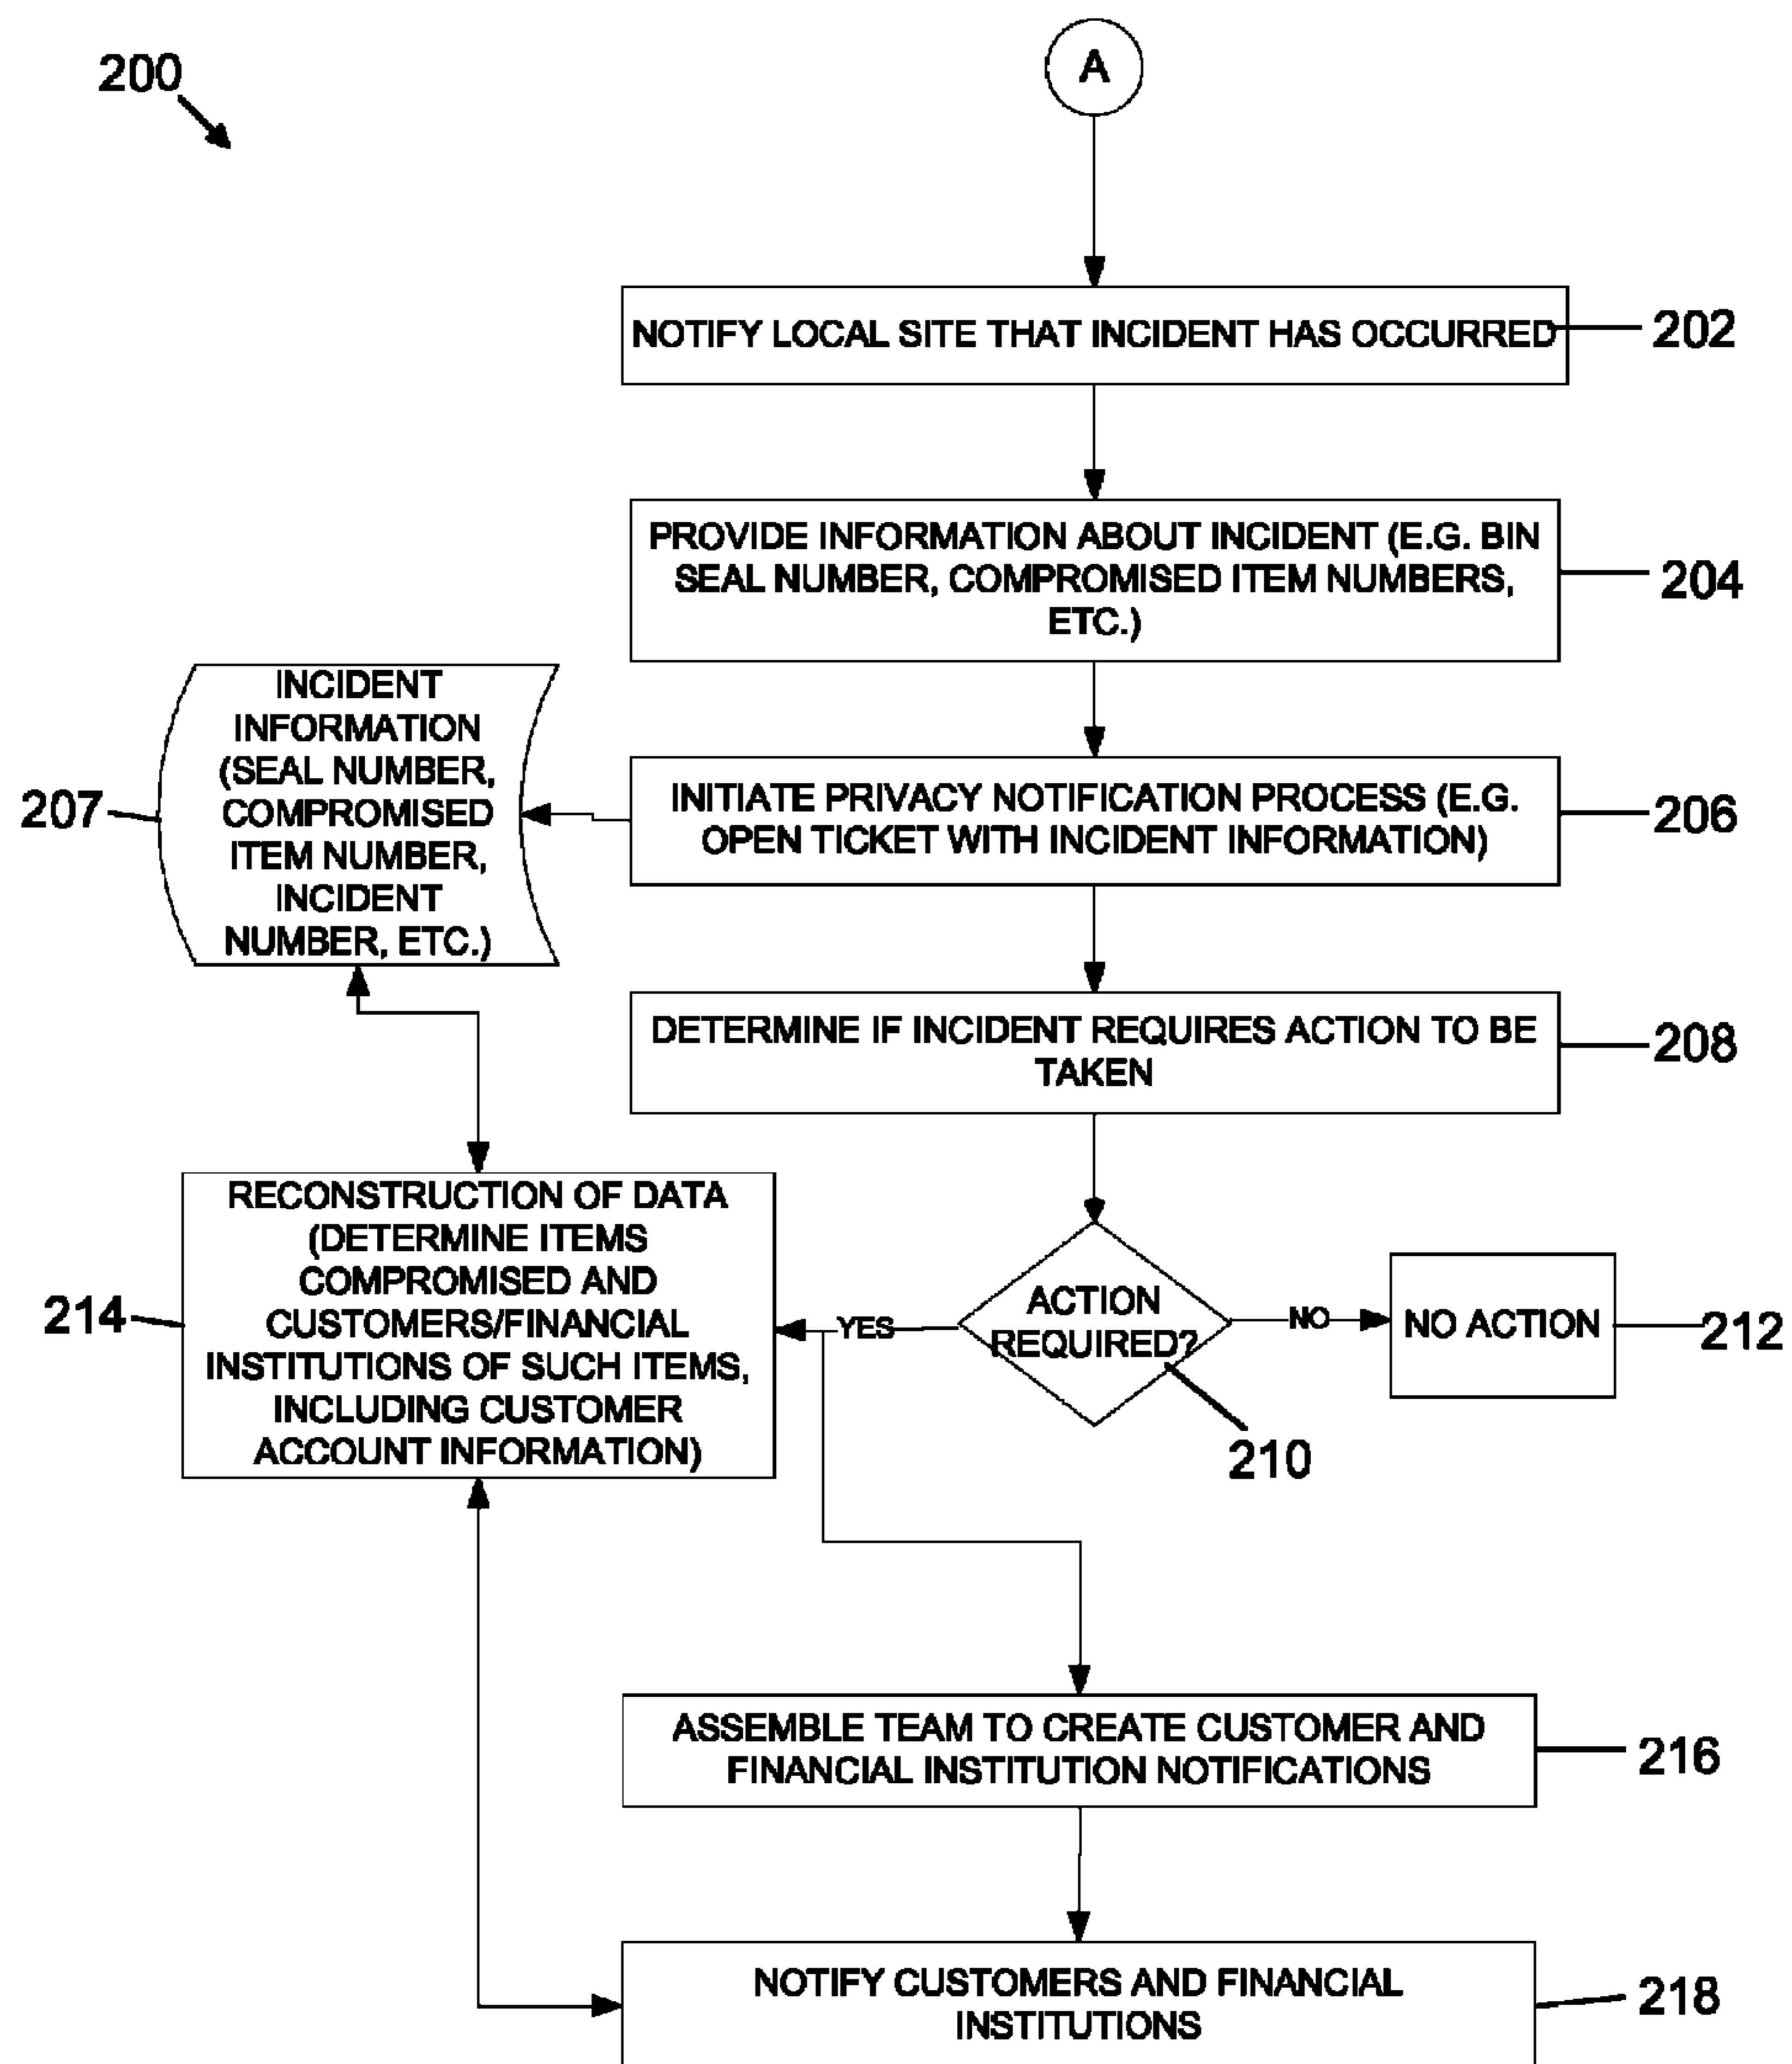 200
A
NOTIFY LOCAL SITE THAT INCIDENT HAS OCCURRED
202
PROVIDE INFORMATION ABOUT INCIDENT (E.G. BIN
SEAL NUMBER, COMPROMISED ITEM NUMBERS,
ETC.)
204
INCIDENT
INFORMATION
(SEAL NUMBER,
COMPROMISED
ITEM NUMBER,
INCIDENT
NUMBER, ETC.)
207
INITIATE PRIVACY NOTIFICATION PROCESS (E.G.
OPEN TICKET WITH INCIDENT INFORMATION)
206
DETERMINE IF INCIDENT REQUIRES ACTION TO BE
TAKEN
208
RECONSTRUCTION OF DATA
(DETERMINE ITEMS
COMPROMISED AND
CUSTOMERS/FINANCIAL
INSTITUTIONS OF SUCH ITEMS,
INCLUDING CUSTOMER
ACCOUNT INFORMATION)
214
YES
ACTION
REQUIRED?
210
NO
NO ACTION
212
ASSEMBLE TEAM TO CREATE CUSTOMER AND
FINANCIAL INSTITUTION NOTIFICATIONS
216
NOTIFY CUSTOMERS AND FINANCIAL
INSTITUTIONS
218